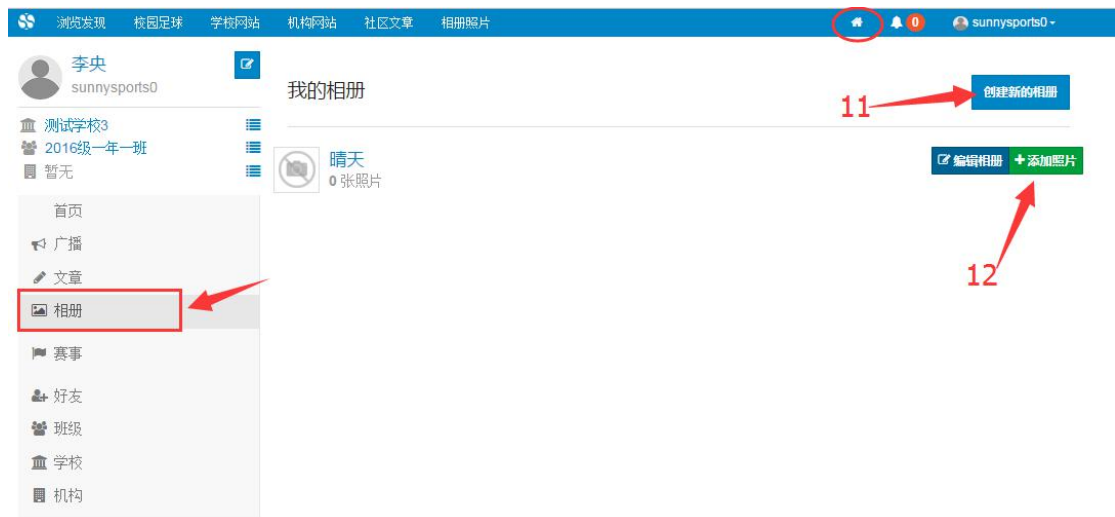 浏览发现 校园足球 学校网站 机构网站 社区文章 相册照片 0 sunnysports0
李央
sunnysports0
我的相册
11
创建新的相册
测试学校3
2016级一年一班
暂无
晴天
0 张照片
编辑相册 添加照片
12
首页
广播
文章
相册
赛事
好友
班级
学校
机构